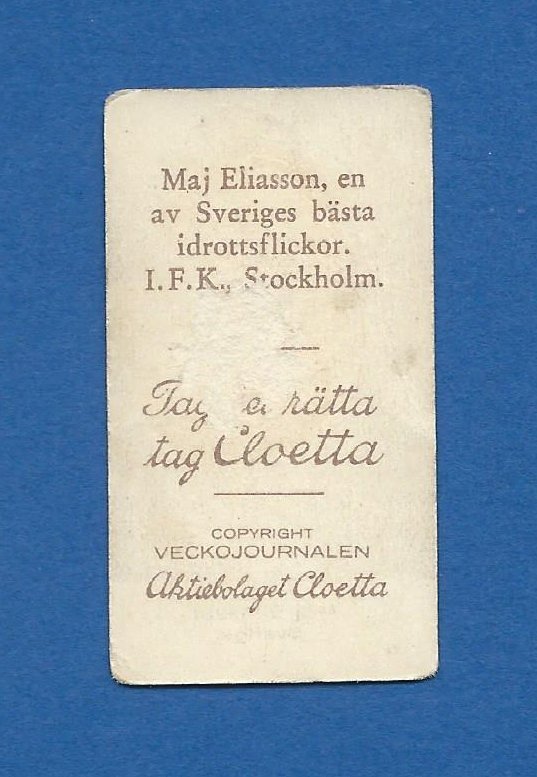 Maj Eliasson, en
av Sveriges bästa
idrottsflickor.
I.F.K., Stockholm.
Tag rätta
tag Cloetta
COPYRIGHT
VECKOJOURNALEN
Aktiebolaget Cloetta